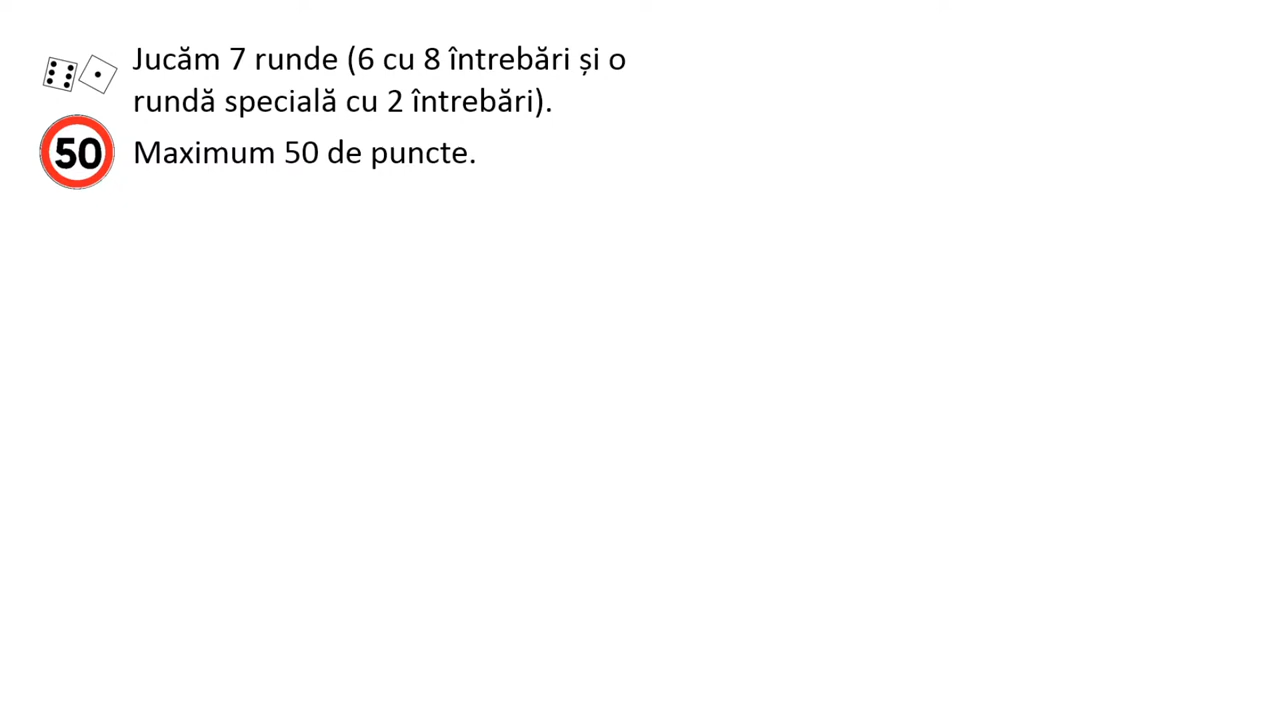 Jucăm 7 runde (6 cu 8 întrebări și o
rundă specială cu 2 întrebări).
50 Maximum 50 de puncte.